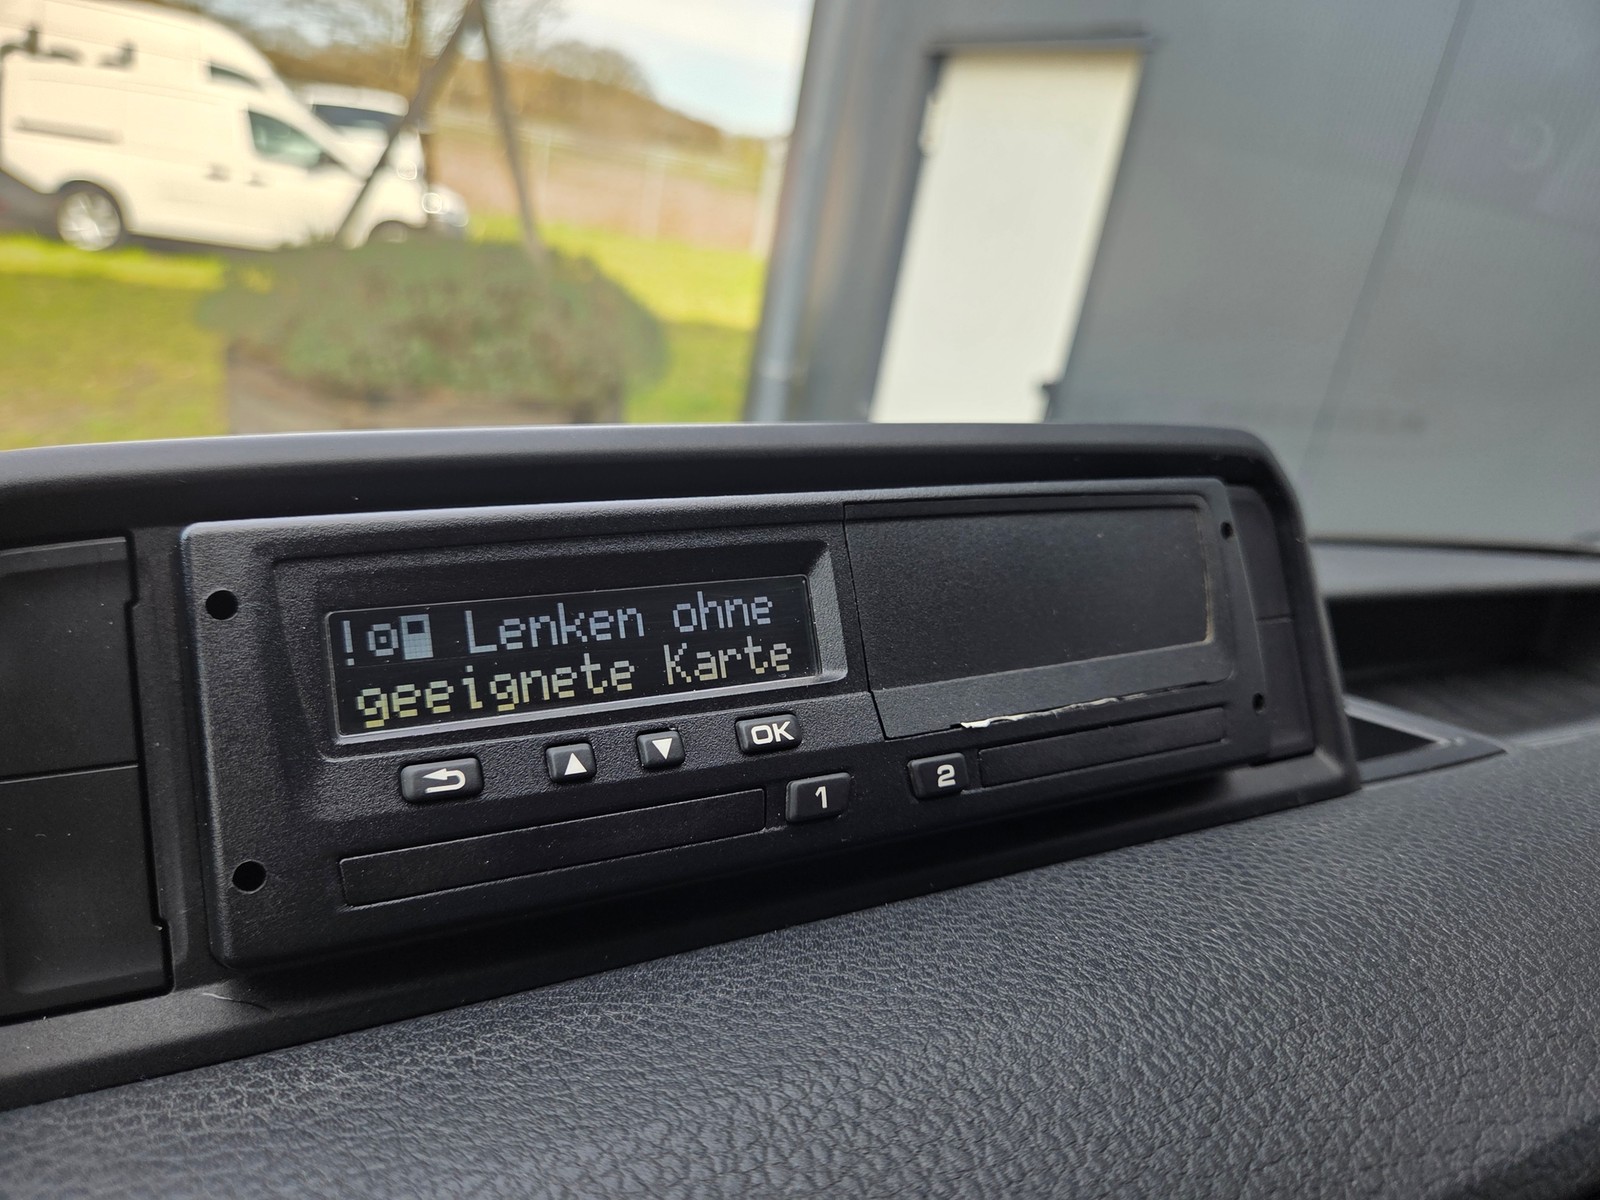 ! Lenken ohne
geeignete Karte
▲ ▼ OK
1 2